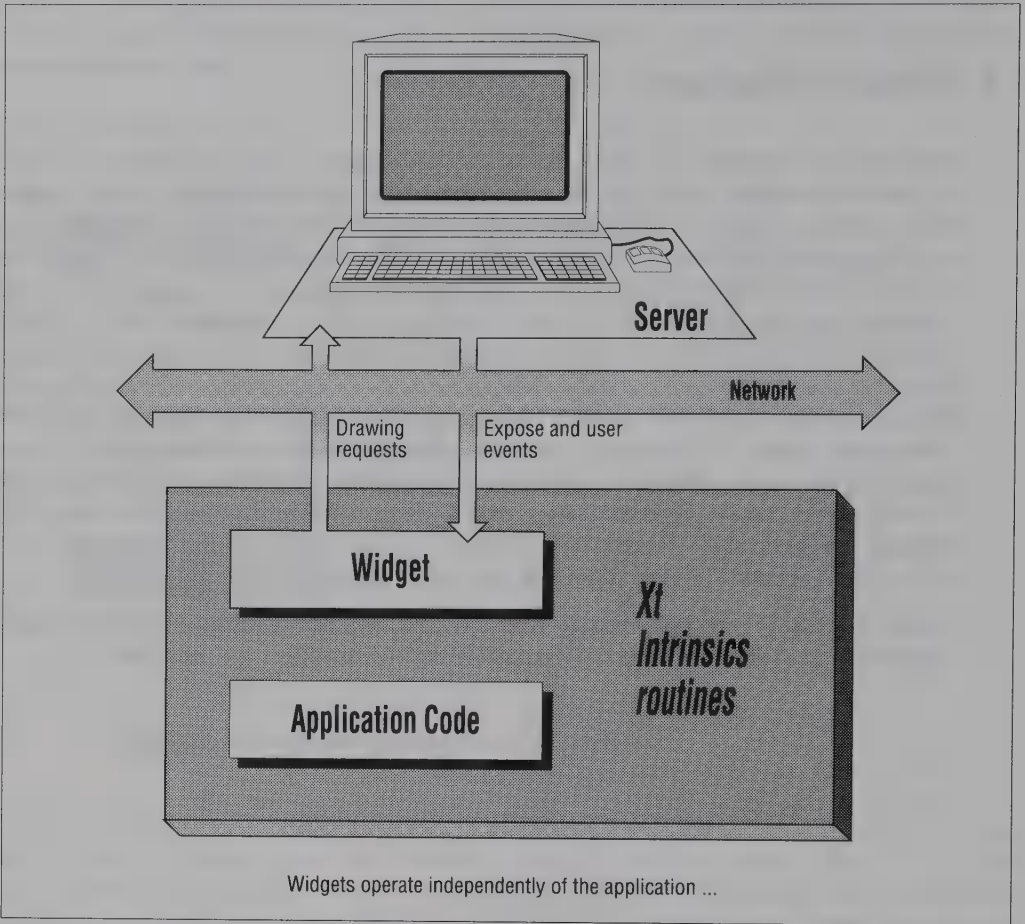 Server
Network
Drawing
requests
Expose and user
events
Widget
Xt
Intrinsics
routines
Application Code
Widgets operate independently of the application ...